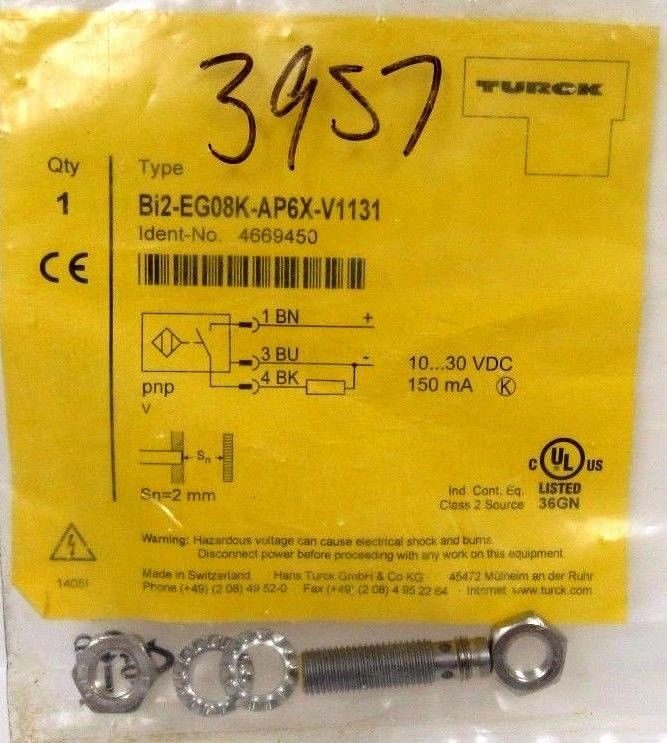 3957
TURCK
Qty Type
1 Bi2-EG08K-AP6X-V1131
Ident-No. 4669450
CE
1 BN +
3 BU -
4 BK
10...30 VDC
150 mA K
pnp
v
Sn
Sn=2 mm
C UL US
LISTED
36GN
Ind. Cont. Eq.
Class 2 Source
Warning: Hazardous voltage can cause electrical shock and burns.
Disconnect power before proceeding with any work on this equipment
1405I
Made in Switzerland Hans Turck GmbH & Co KG · 45472 Mülheim an der Ruhr
Phone (+49) (2 08) 49 52-0 Fax (+49) (2 08) 4 95 22 64 · Internet www.turck.com